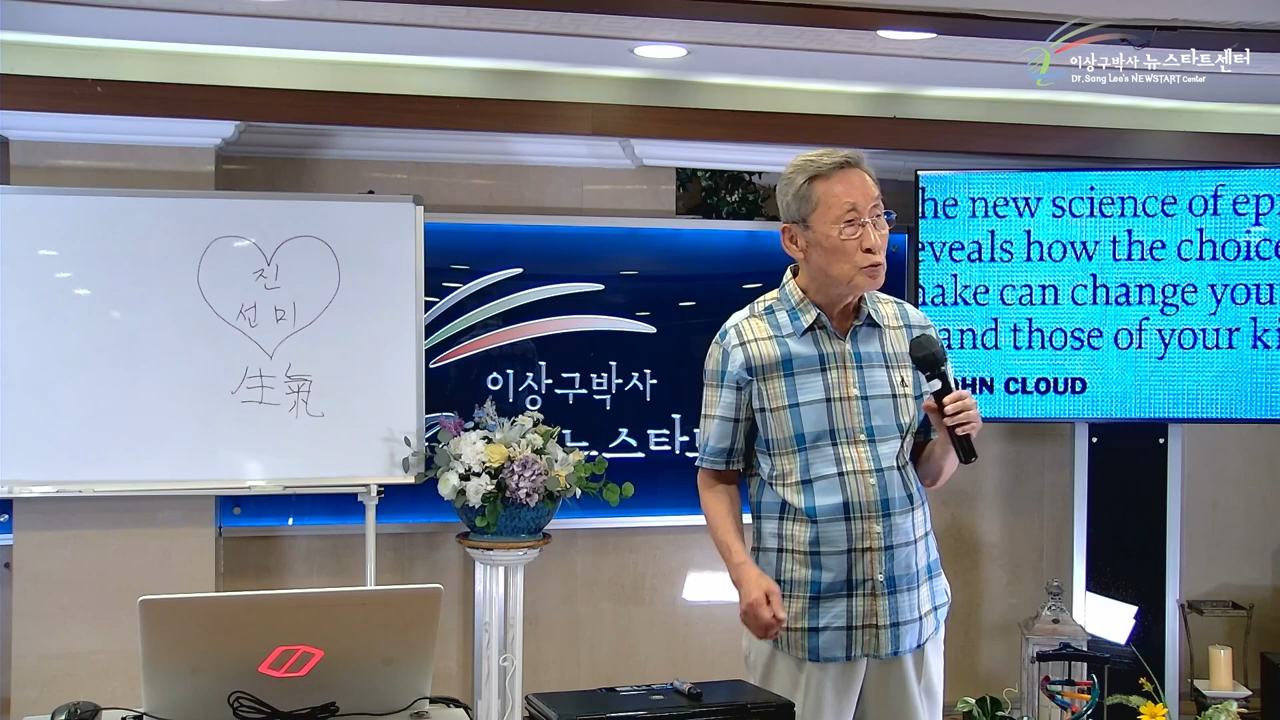 이상구박사 뉴스타트센터
Dr. Sang Lee's NEWSTART Center
진
선 미
生氣
이상구박사
뉴스타트
he new science of ep
eveals how the choice
make can change you
and those of your ki
OHN CLOUD